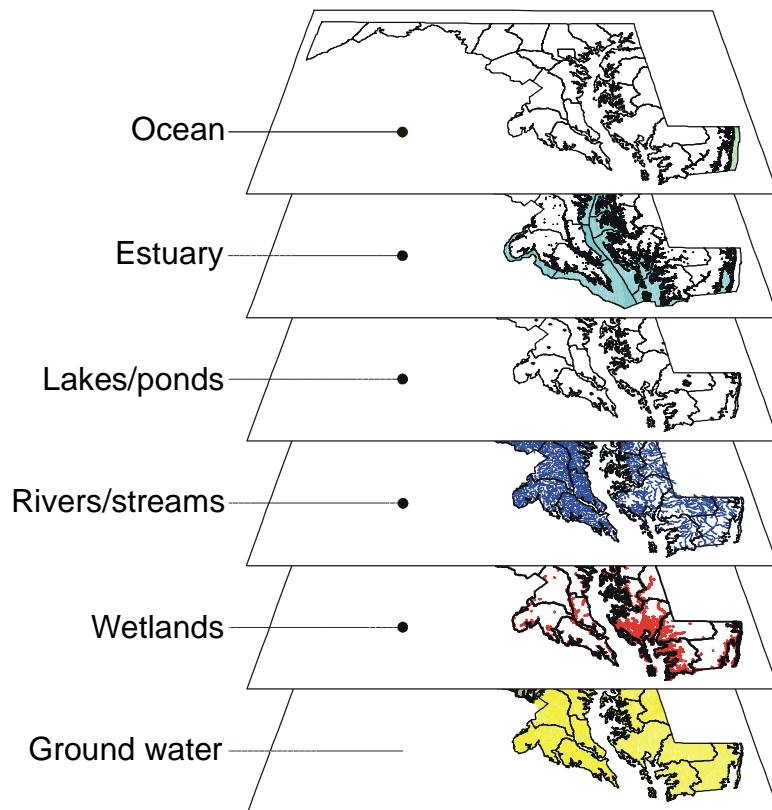 Ocean
Estuary
Lakes/ponds
Rivers/streams
Wetlands
Ground water